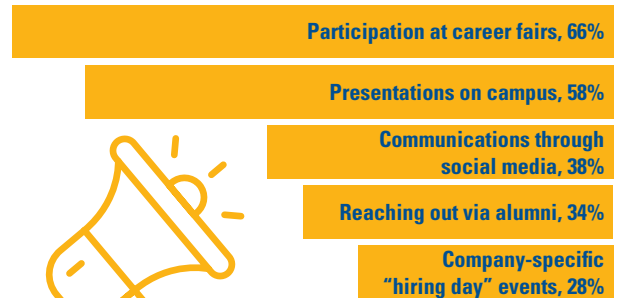 Participation at career fairs, 66%
Presentations on campus, 58%
Communications through
social media, 38%
Reaching out via alumni, 34%
Company-specific
“hiring day” events, 28%